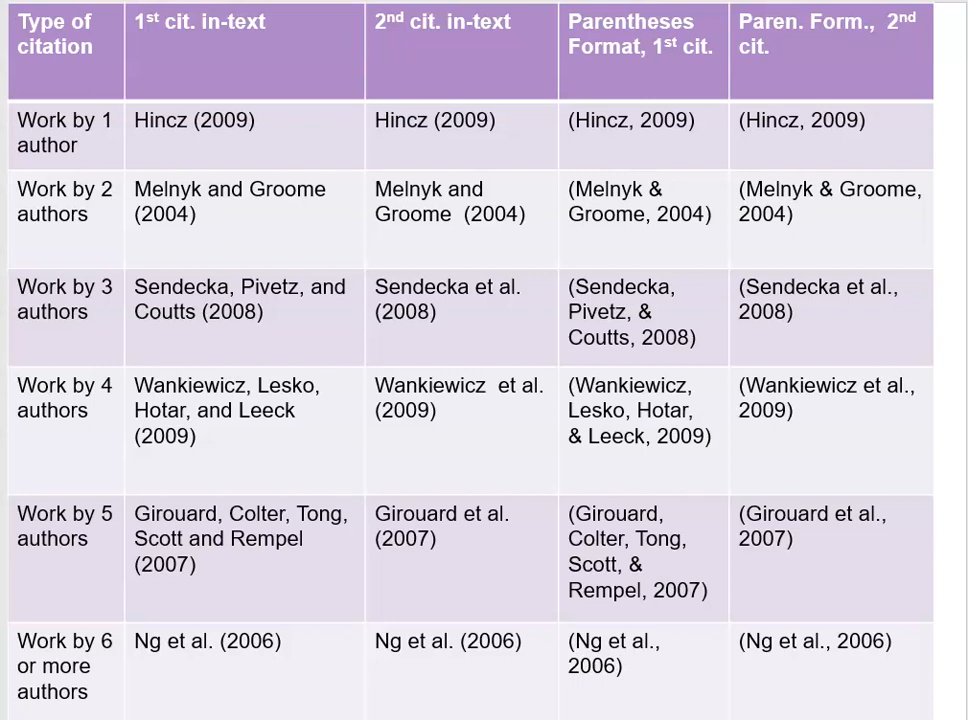 Type of citation
1st cit. in-text
2nd cit. in-text
Parentheses Format, 1st cit.
Paren. Form., 2nd cit.
Work by 1 author
Hincz (2009)
Hincz (2009)
(Hincz, 2009)
(Hincz, 2009)
Work by 2 authors
Melnyk and Groome (2004)
Melnyk and Groome (2004)
(Melnyk & Groome, 2004)
(Melnyk & Groome, 2004)
Work by 3 authors
Sendecka, Pivetz, and Coutts (2008)
Sendecka et al. (2008)
(Sendecka, Pivetz, & Coutts, 2008)
(Sendecka et al., 2008)
Work by 4 authors
Wankiewicz, Lesko, Hotar, and Leeck (2009)
Wankiewicz et al. (2009)
(Wankiewicz, Lesko, Hotar, & Leeck, 2009)
(Wankiewicz et al., 2009)
Work by 5 authors
Girouard, Colter, Tong, Scott and Rempel (2007)
Girouard et al. (2007)
(Girouard, Colter, Tong, Scott, & Rempel, 2007)
(Girouard et al., 2007)
Work by 6 or more authors
Ng et al. (2006)
Ng et al. (2006)
(Ng et al., 2006)
(Ng et al., 2006)